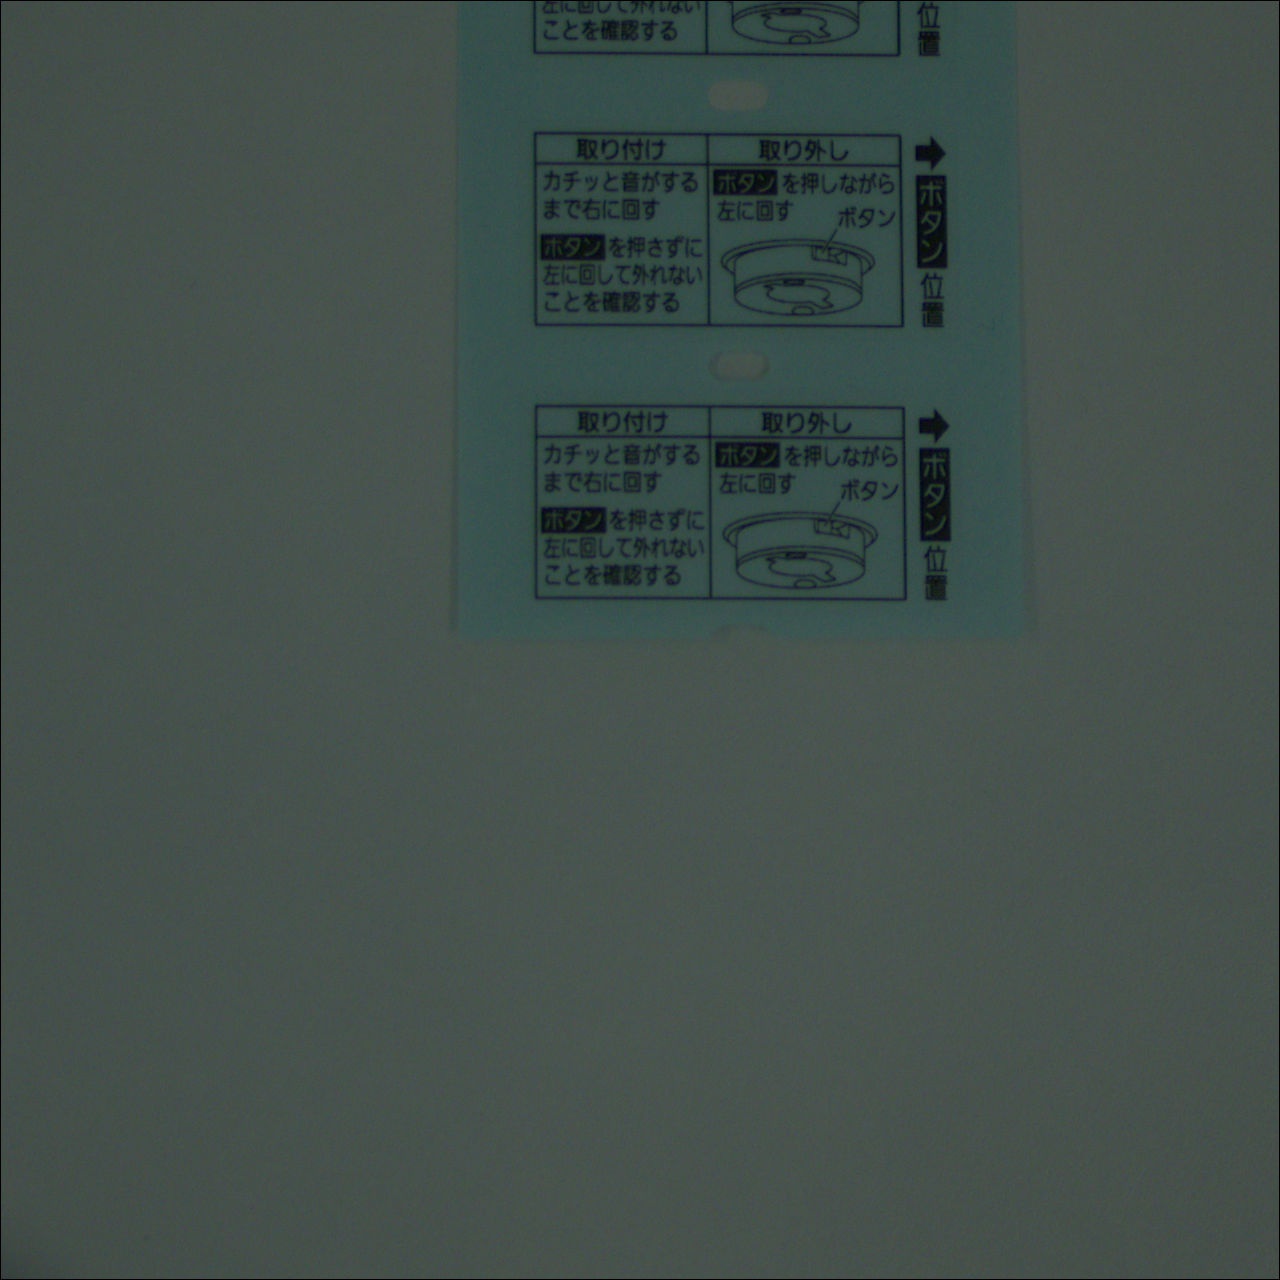 左に回して外れない
ことを確認する
位置
取り付け
カチッと音がする
まで右に回す
ボタンを押さずに
左に回して外れない
ことを確認する
取り外し
ボタンを押しながら
左に回す
ボタン
➡ボタン位置
取り付け
カチッと音がする
まで右に回す
ボタンを押さずに
左に回して外れない
ことを確認する
取り外し
ボタンを押しながら
左に回す
ボタン
➡ボタン位置